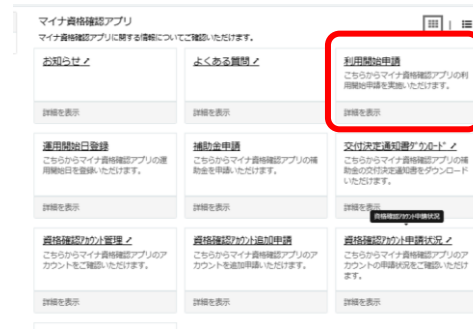 マイナ資格確認アプリ
マイナ資格確認アプリに関する情報についてご確認いただけます。
お知らせ
よくある質問
利用開始申請
こちらからマイナ資格確認アプリの利
用開始申請を実施いただけます。
詳細を表示
詳細を表示
詳細を表示
運用開始日登録
こちらからマイナ資格確認アプリの運
用開始日を登録いただけます。
補助金申請
こちらからマイナ資格確認アプリの補
助金を申請いただけます。
交付決定通知書ダウンロード
こちらからマイナ資格確認アプリの補
助金の交付決定通知書をダウンロード
いただけます。
詳細を表示
詳細を表示
詳細を表示
資格確認アカウント申請状況
資格確認アカウント管理
こちらからマイナ資格確認アプリのア
カウントをご確認いただけます。
資格確認アカウント追加申請
こちらからマイナ資格確認アプリのア
カウントを追加申請いただけます。
資格確認アカウント申請状況
こちらからマイナ資格確認アプリのア
カウントの申請状況をご確認いただけ
ます。
詳細を表示
詳細を表示
詳細を表示